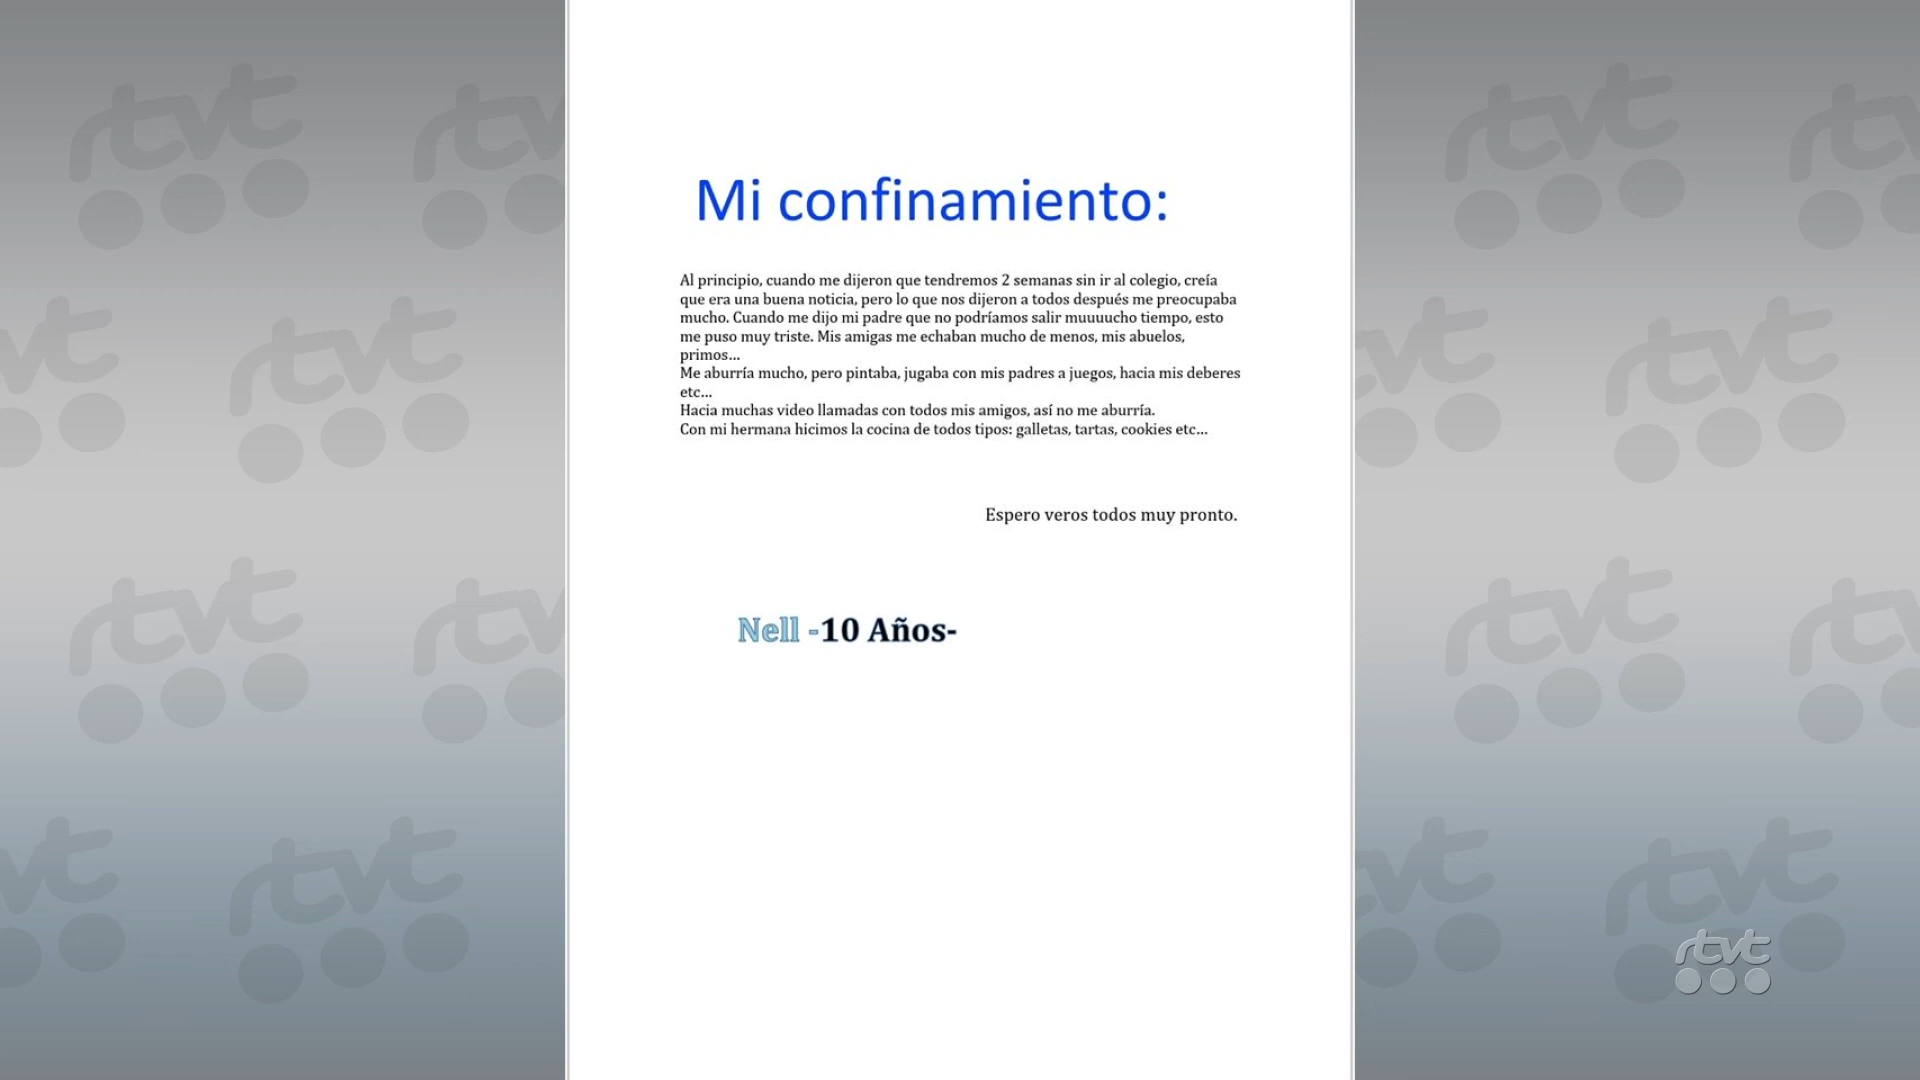 Mi confinamiento:
Al principio, cuando me dijeron que tendremos 2 semanas sin ir al colegio, creía
que era una buena noticia, pero lo que nos dijeron a todos después me preocupaba
mucho. Cuando me dijo mi padre que no podríamos salir muuuucho tiempo, esto
me puso muy triste. Mis amigas me echaban mucho de menos, mis abuelos,
primos...
Me aburría mucho, pero pintaba, jugaba con mis padres a juegos, hacia mis deberes
etc...
Hacia muchas video llamadas con todos mis amigos, así no me aburría.
Con mi hermana hicimos la cocina de todos tipos: galletas, tartas, cookies etc...
Espero veros todos muy pronto.
Nell -10 Años-
rtvt